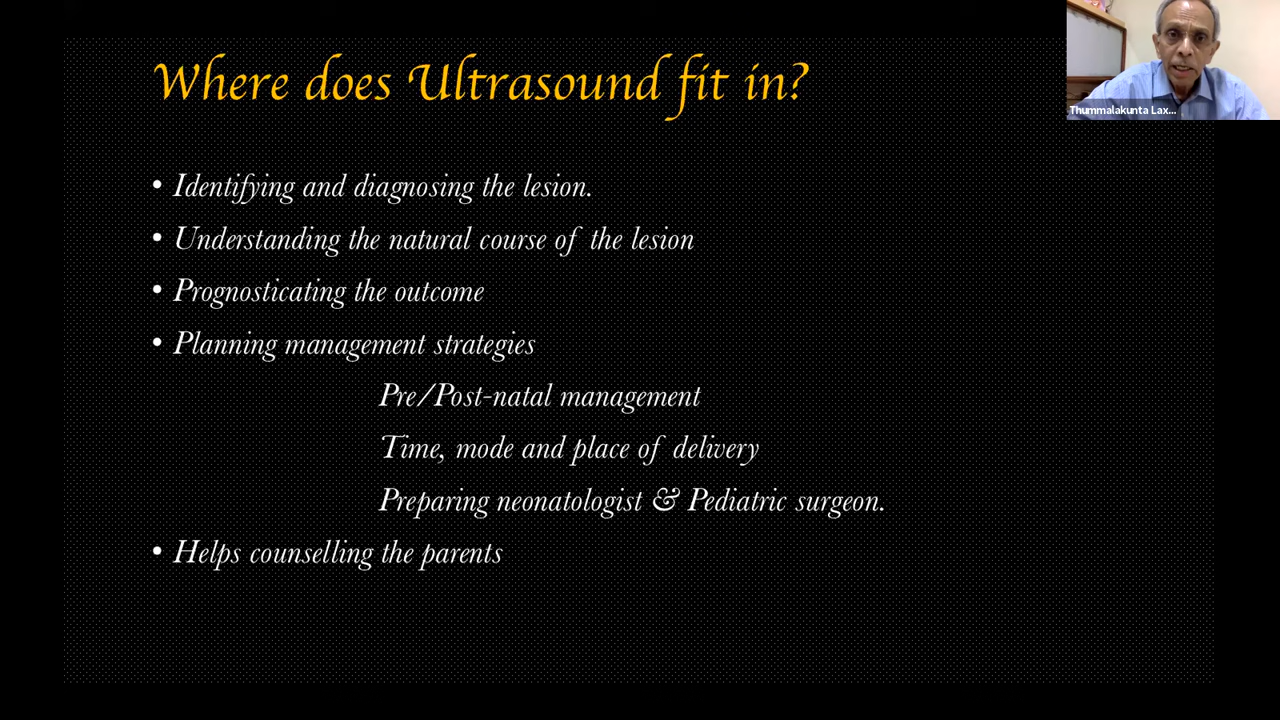 Where does Ultrasound fit in?
Thummalakunta Lax...
• Identifying and diagnosing the lesion.
• Understanding the natural course of the lesion
• Prognosticating the outcome
• Planning management strategies
Pre/Post-natal management
Time, mode and place of delivery
Preparing neonatologist & Pediatric surgeon.
• Helps counselling the parents